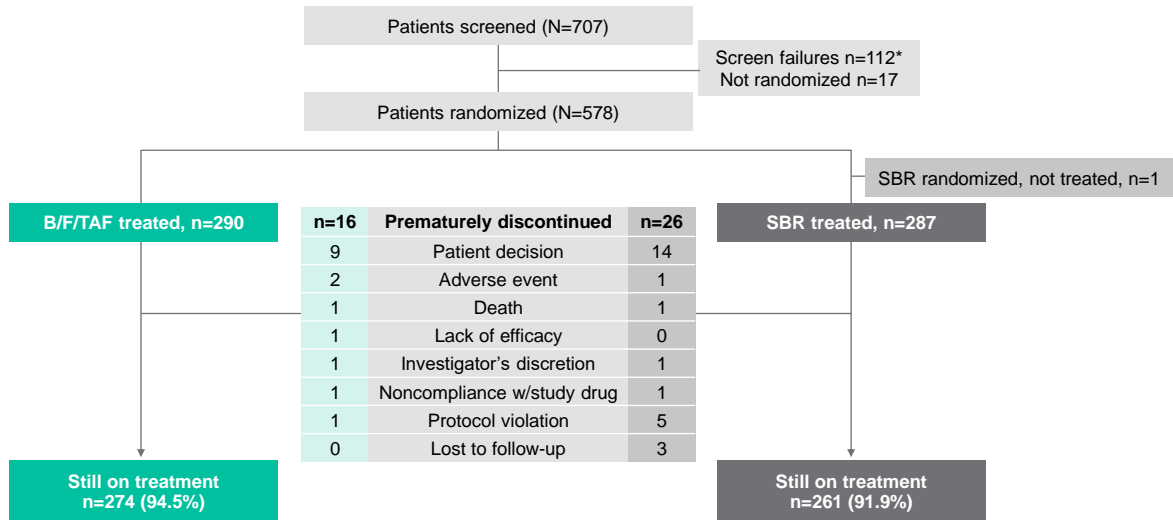 Patients screened (N=707)
Screen failures n=112*
Not randomized n=17
Patients randomized (N=578)
SBR randomized, not treated, n=1
B/F/TAF treated, n=290
n=16 Prematurely discontinued n=26
SBR treated, n=287
9 Patient decision 14
2 Adverse event 1
1 Death 1
1 Lack of efficacy 0
1 Investigator's discretion 1
1 Noncompliance w/study drug 1
1 Protocol violation 5
0 Lost to follow-up 3
Still on treatment
n=274 (94.5%)
Still on treatment
n=261 (91.9%)